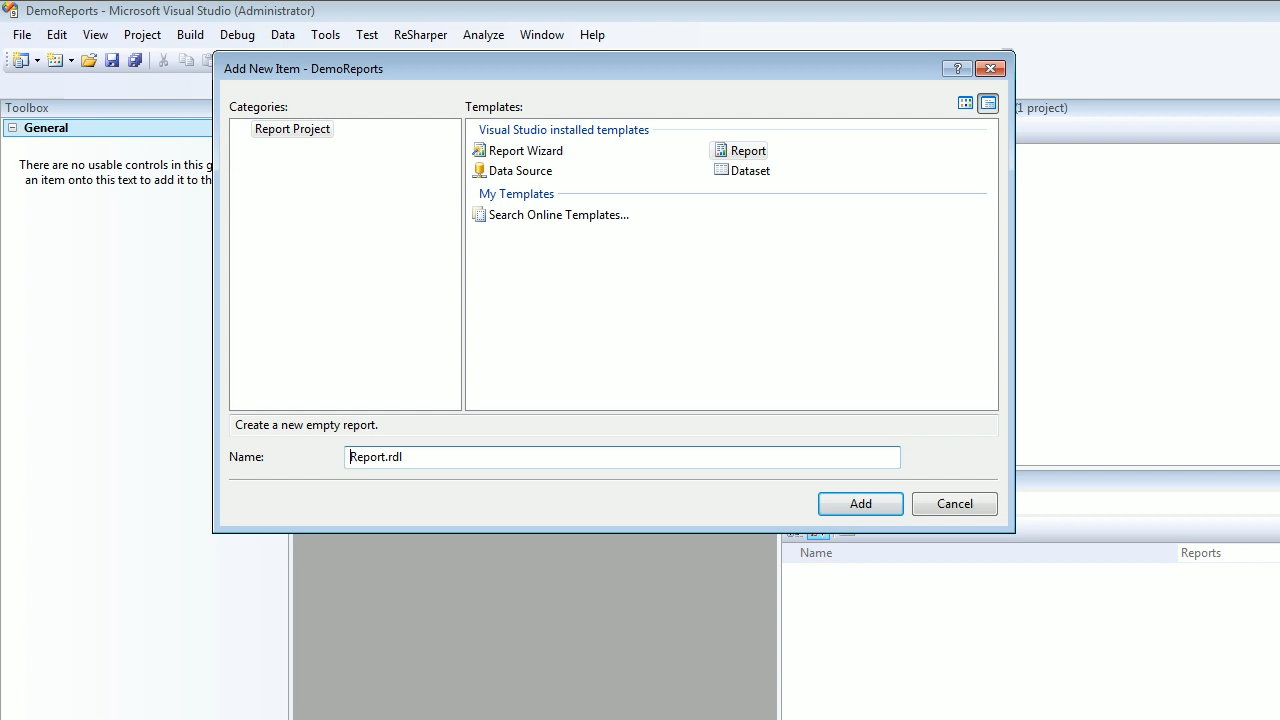 DemoReports - Microsoft Visual Studio (Administrator)
File Edit View Project Build Debug Data Tools Test ReSharper Analyze Window Help
Add New Item - DemoReports
Toolbox
(1 project)
General
There are no usable controls in this g
an item onto this text to add it to th
Categories:
Report Project
Templates:
Visual Studio installed templates
Report Wizard
Report
Data Source
Dataset
My Templates
Search Online Templates...
Create a new empty report.
Name:
Report.rdl
Add
Cancel
Name
Reports